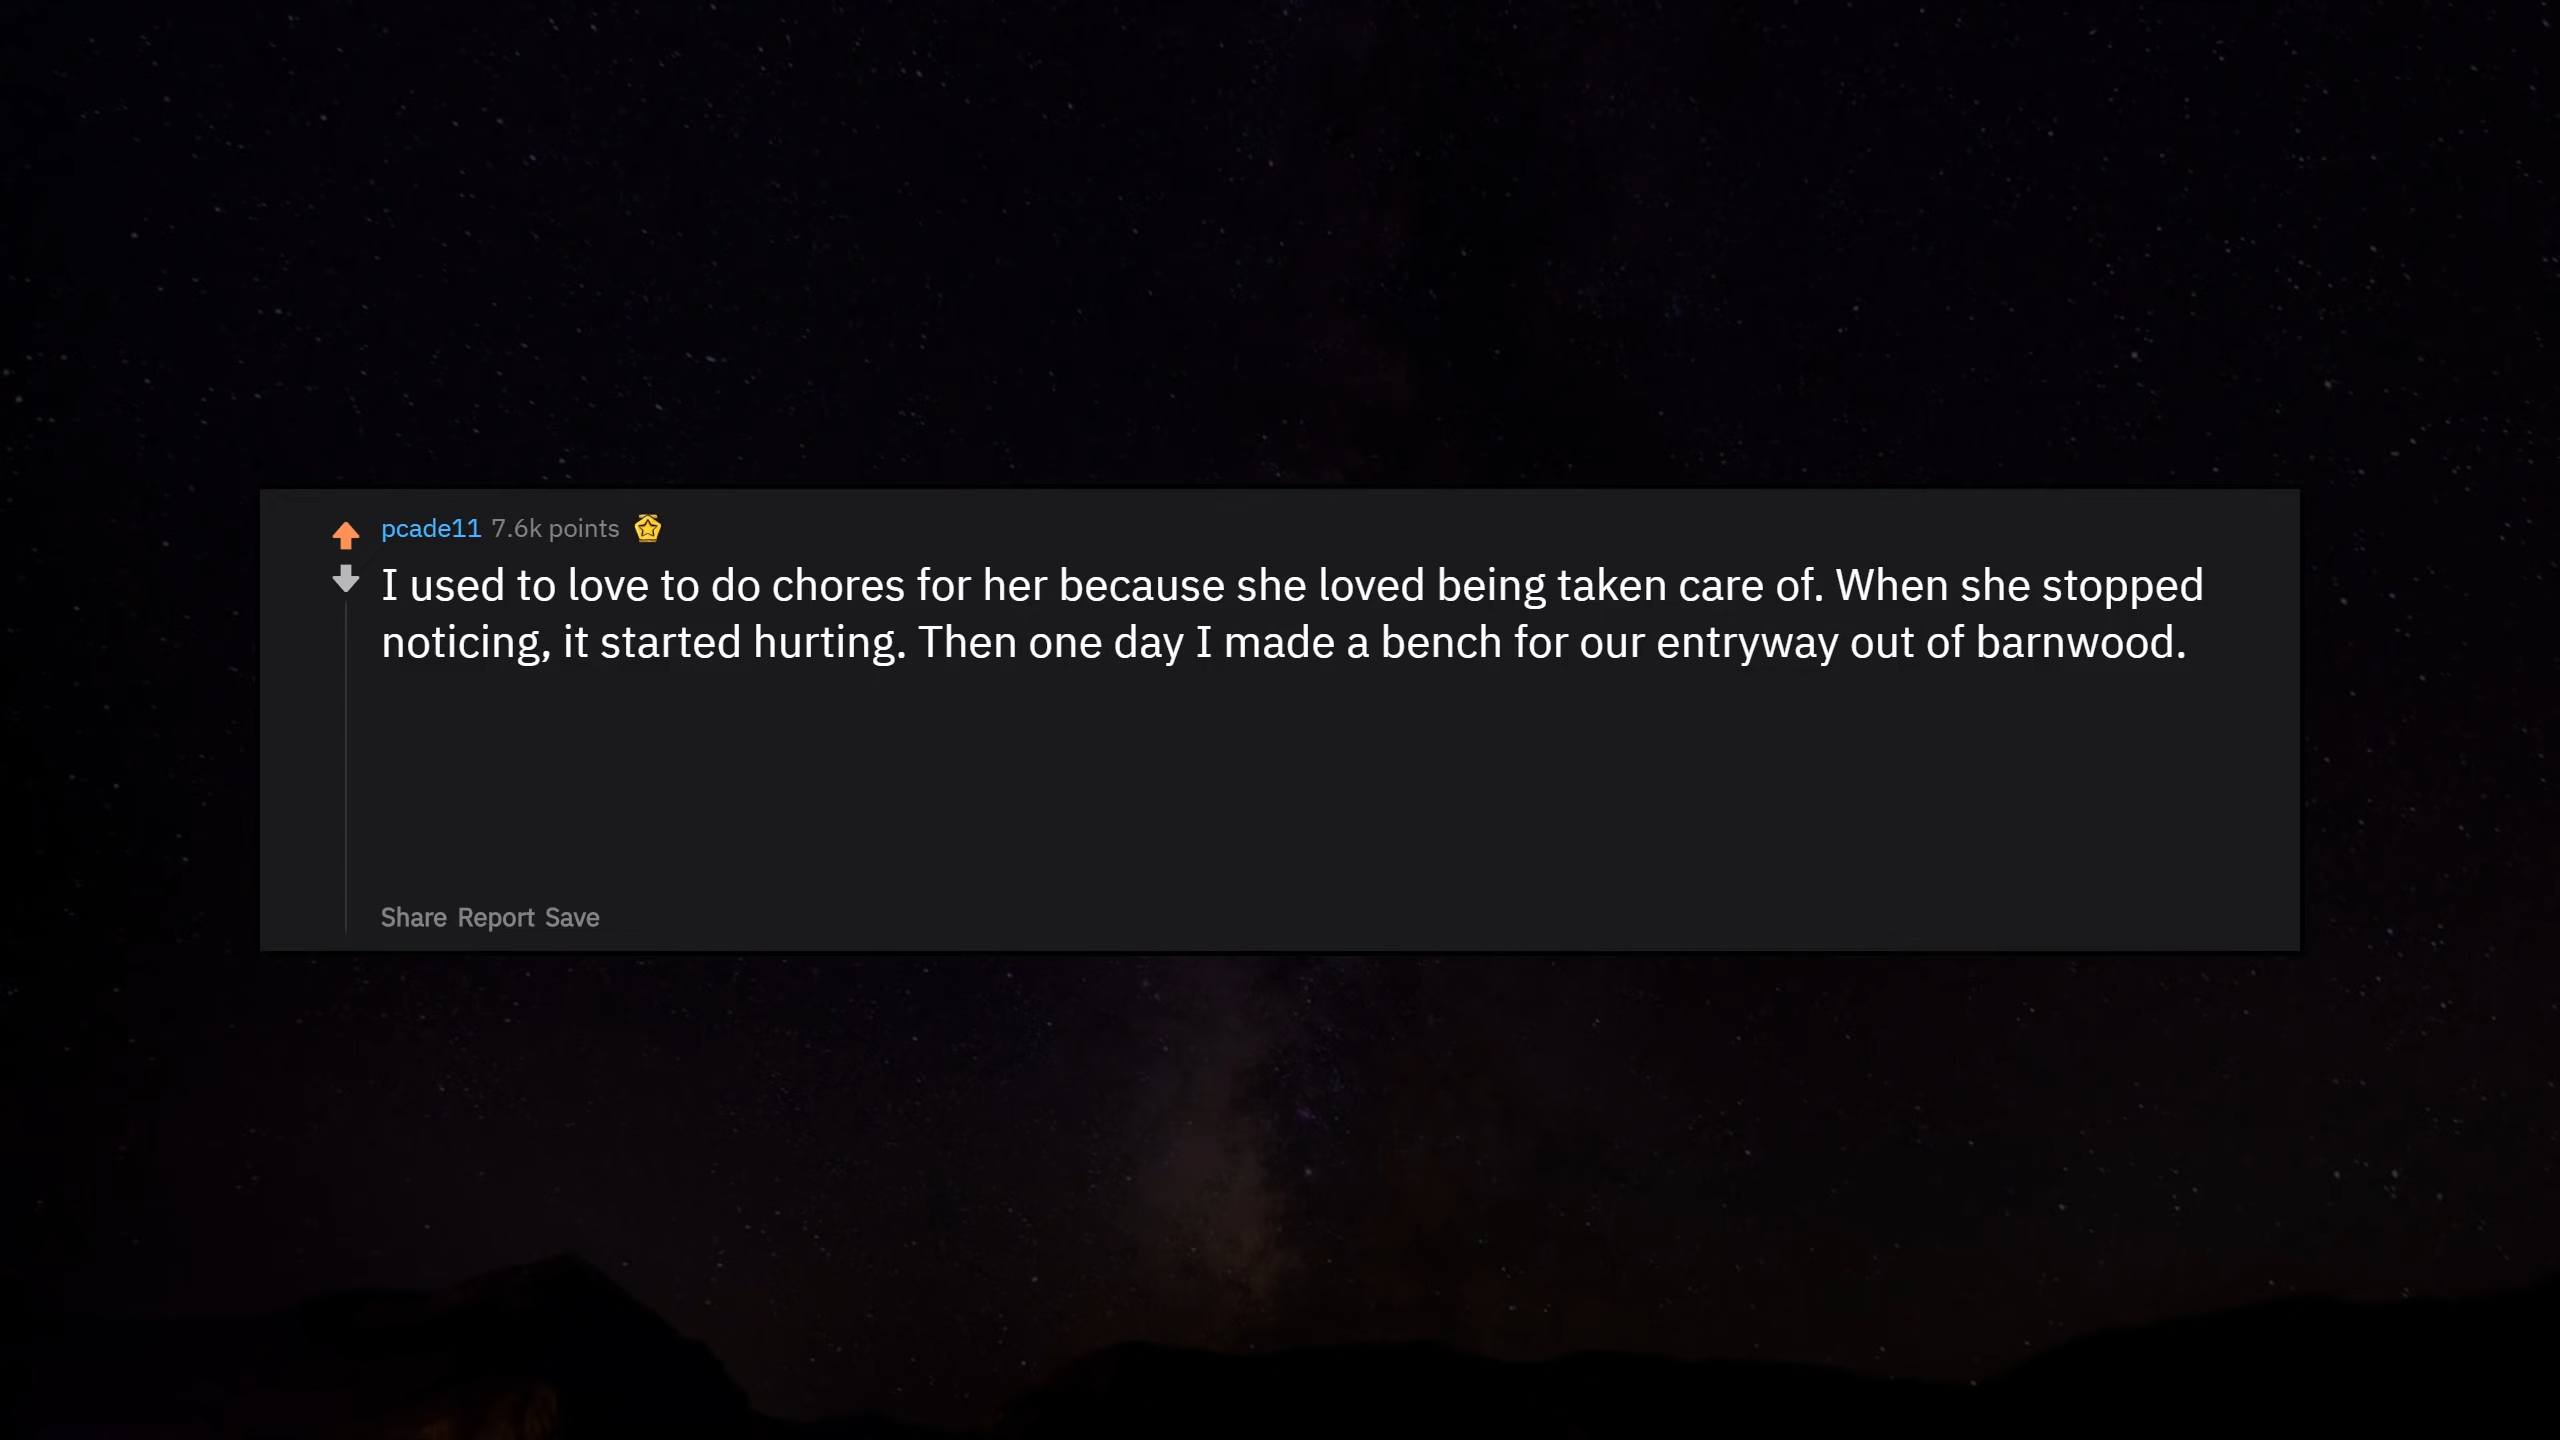 pcade11 7.6k points
I used to love to do chores for her because she loved being taken care of. When she stopped
noticing, it started hurting. Then one day I made a bench for our entryway out of barnwood.
Share Report Save